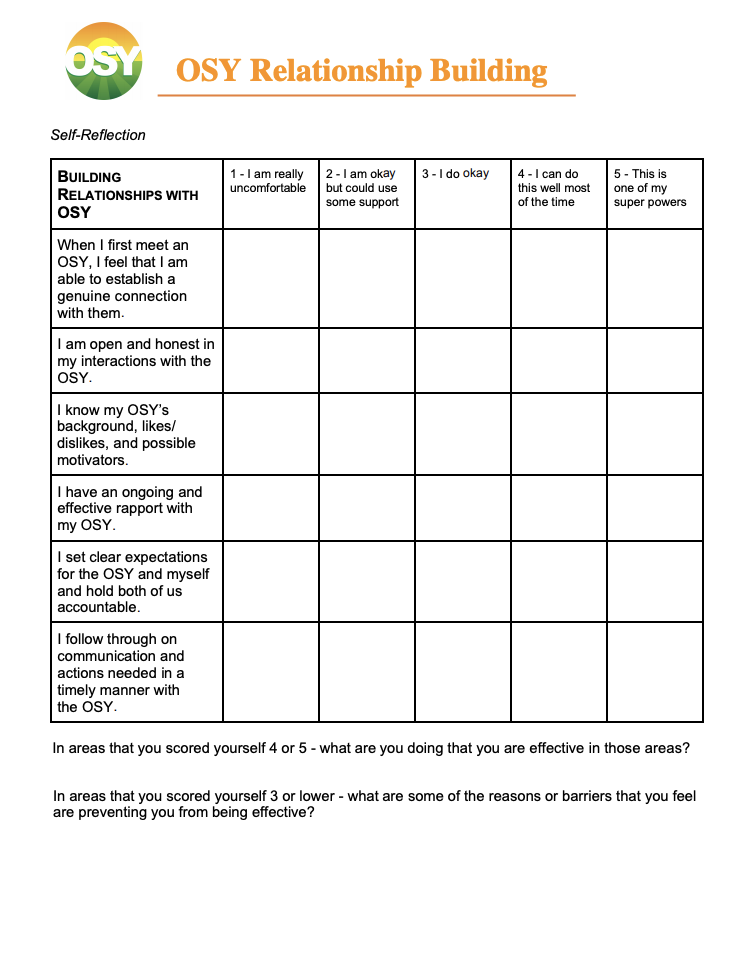 OSY
OSY Relationship Building
Self-Reflection
BUILDING
RELATIONSHIPS WITH
OSY
1 - I am really
uncomfortable
2 - I am okay
but could use
some support
3 - I do okay
4 - I can do
this well most
of the time
5 - This is
one of my
super powers
When I first meet an
OSY, I feel that I am
able to establish a
genuine connection
with them.
I am open and honest in
my interactions with the
OSY.
I know my OSY’s
background, likes/
dislikes, and possible
motivators.
I have an ongoing and
effective rapport with
my OSY.
I set clear expectations
for the OSY and myself
and hold both of us
accountable.
I follow through on
communication and
actions needed in a
timely manner with
the OSY.
In areas that you scored yourself 4 or 5 - what are you doing that you are effective in those areas?
In areas that you scored yourself 3 or lower - what are some of the reasons or barriers that you feel
are preventing you from being effective?